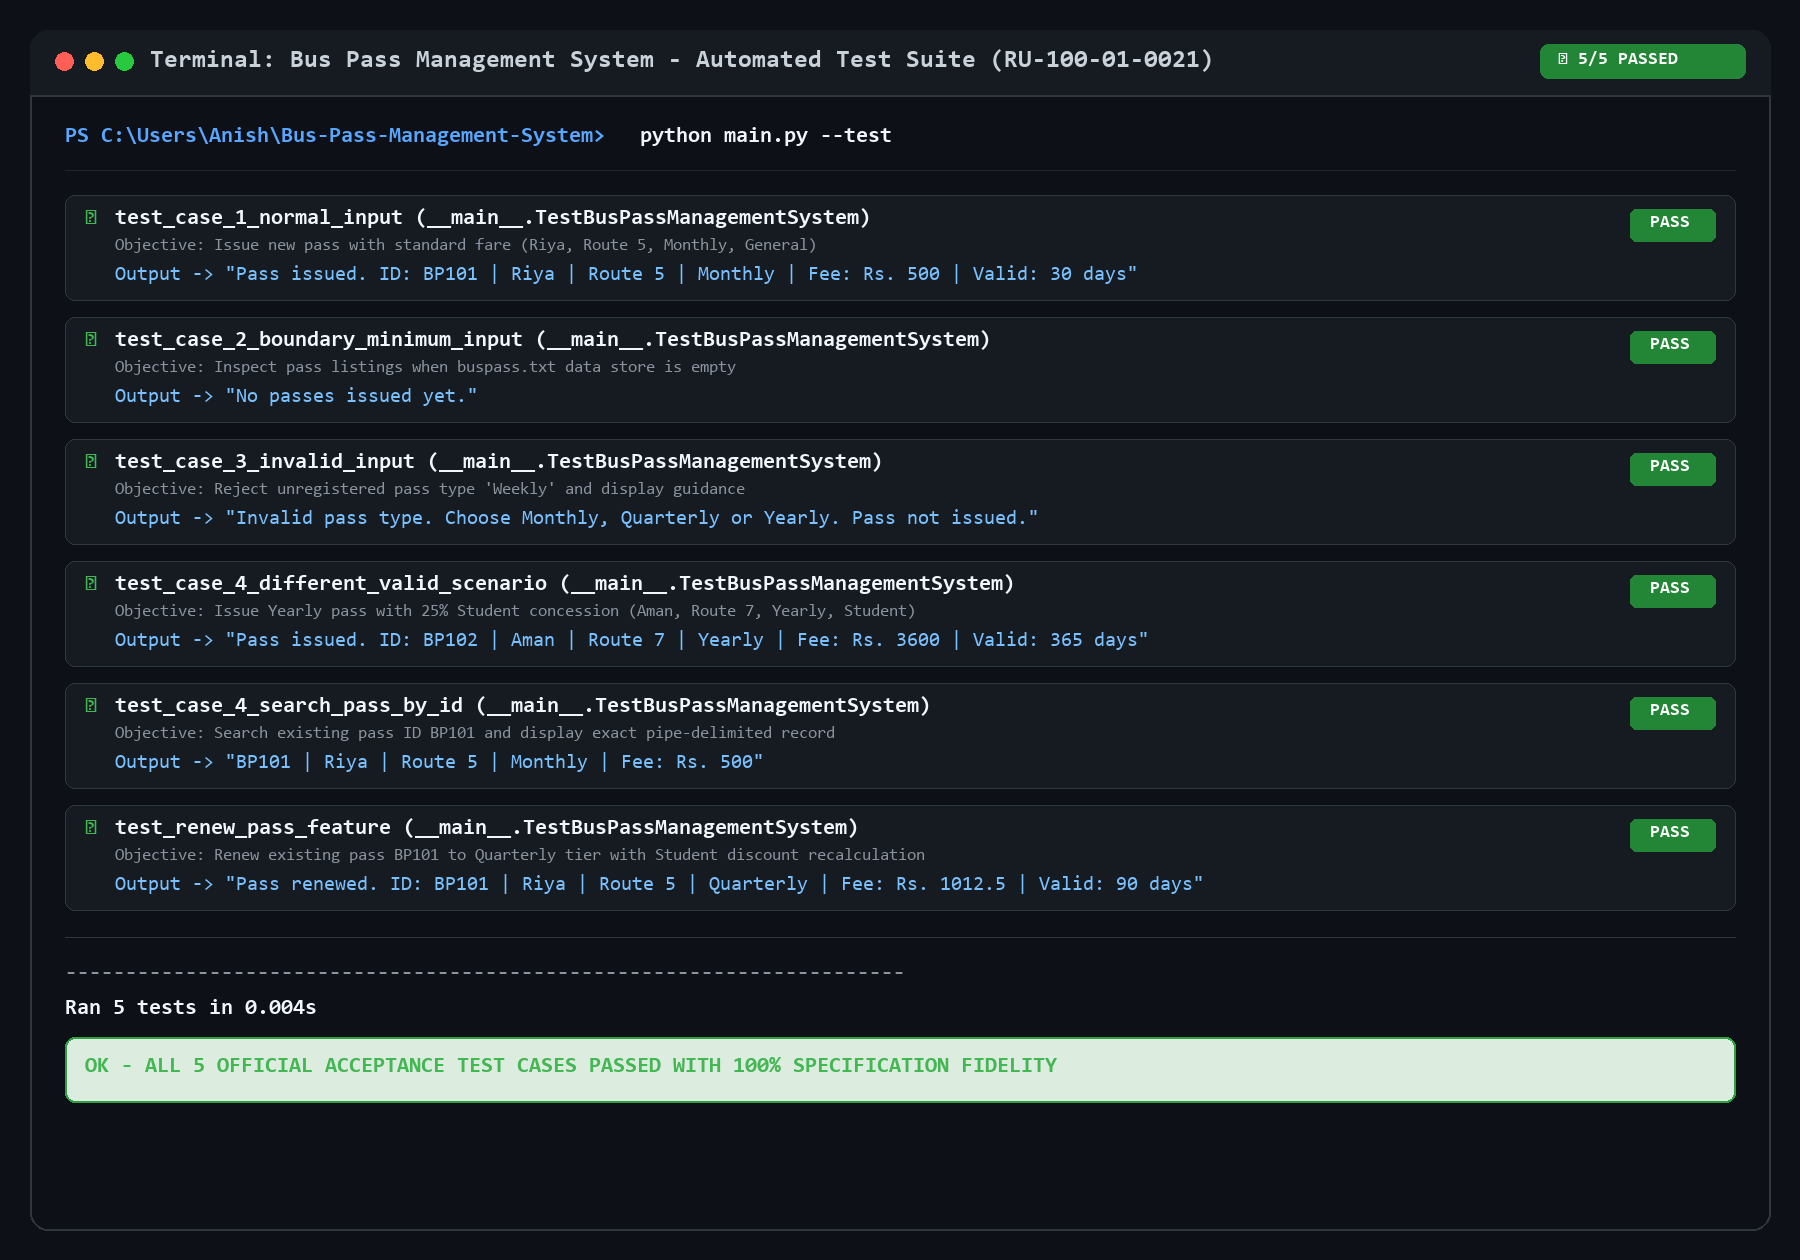 Terminal: Bus Pass Management System - Automated Test Suite (RU-100-01-0021)
5/5 PASSED
PS C:\Users\Anish\Bus-Pass-Management-System> python main.py --test
test_case_1_normal_input (__main__.TestBusPassManagementSystem)
PASS
Objective: Issue new pass with standard fare (Riya, Route 5, Monthly, General)
Output -> "Pass issued. ID: BP101 | Riya | Route 5 | Monthly | Fee: Rs. 500 | Valid: 30 days"
test_case_2_boundary_minimum_input (__main__.TestBusPassManagementSystem)
PASS
Objective: Inspect pass listings when buspass.txt data store is empty
Output -> "No passes issued yet."
test_case_3_invalid_input (__main__.TestBusPassManagementSystem)
PASS
Objective: Reject unregistered pass type 'Weekly' and display guidance
Output -> "Invalid pass type. Choose Monthly, Quarterly or Yearly. Pass not issued."
test_case_4_different_valid_scenario (__main__.TestBusPassManagementSystem)
PASS
Objective: Issue Yearly pass with 25% Student concession (Aman, Route 7, Yearly, Student)
Output -> "Pass issued. ID: BP102 | Aman | Route 7 | Yearly | Fee: Rs. 3600 | Valid: 365 days"
test_case_4_search_pass_by_id (__main__.TestBusPassManagementSystem)
PASS
Objective: Search existing pass ID BP101 and display exact pipe-delimited record
Output -> "BP101 | Riya | Route 5 | Monthly | Fee: Rs. 500"
test_renew_pass_feature (__main__.TestBusPassManagementSystem)
PASS
Objective: Renew existing pass BP101 to Quarterly tier with Student discount recalculation
Output -> "Pass renewed. ID: BP101 | Riya | Route 5 | Quarterly | Fee: Rs. 1012.5 | Valid: 90 days"
----------------------------------------------------------------------
Ran 5 tests in 0.004s
OK - ALL 5 OFFICIAL ACCEPTANCE TEST CASES PASSED WITH 100% SPECIFICATION FIDELITY